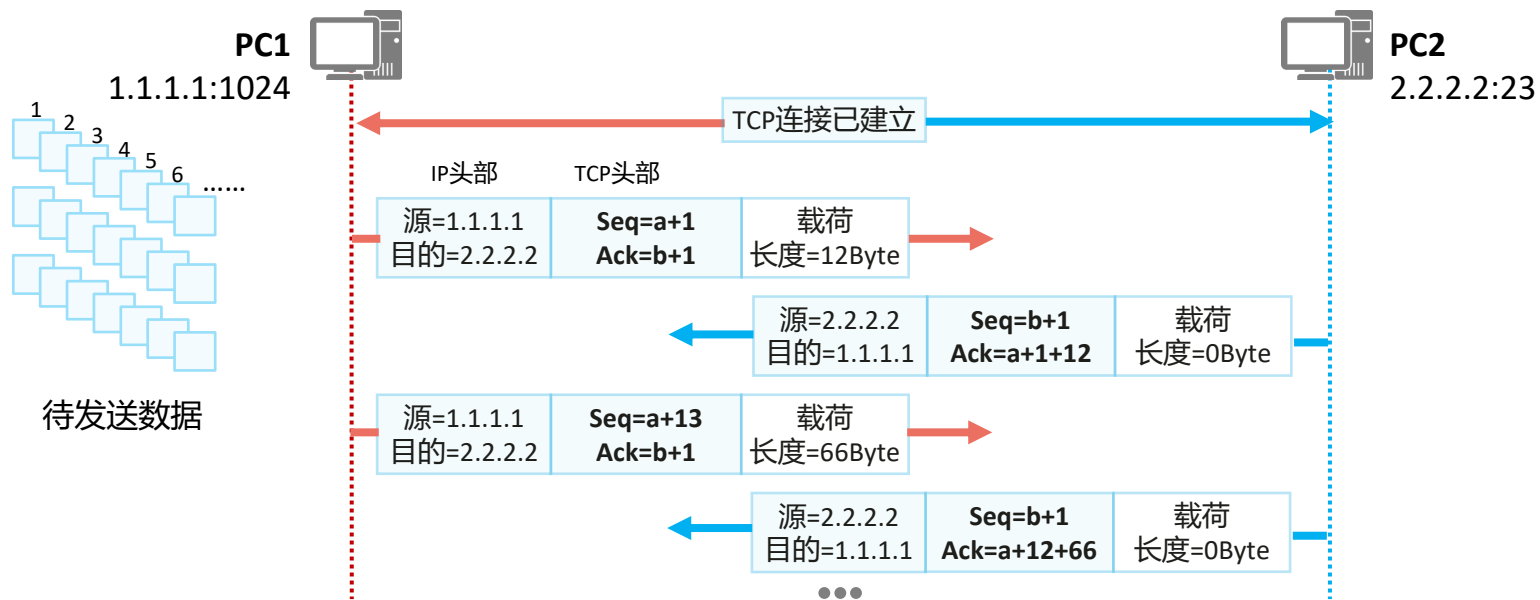 PC1
1.1.1.1:1024
PC2
2.2.2.2:23
TCP连接已建立
1
2
3
4
5
6
……
待发送数据
IP头部
TCP头部
源=1.1.1.1
目的=2.2.2.2
Seq=a+1
Ack=b+1
载荷
长度=12Byte
源=2.2.2.2
目的=1.1.1.1
Seq=b+1
Ack=a+1+12
载荷
长度=0Byte
源=1.1.1.1
目的=2.2.2.2
Seq=a+13
Ack=b+1
载荷
长度=66Byte
源=2.2.2.2
目的=1.1.1.1
Seq=b+1
Ack=a+12+66
载荷
长度=0Byte